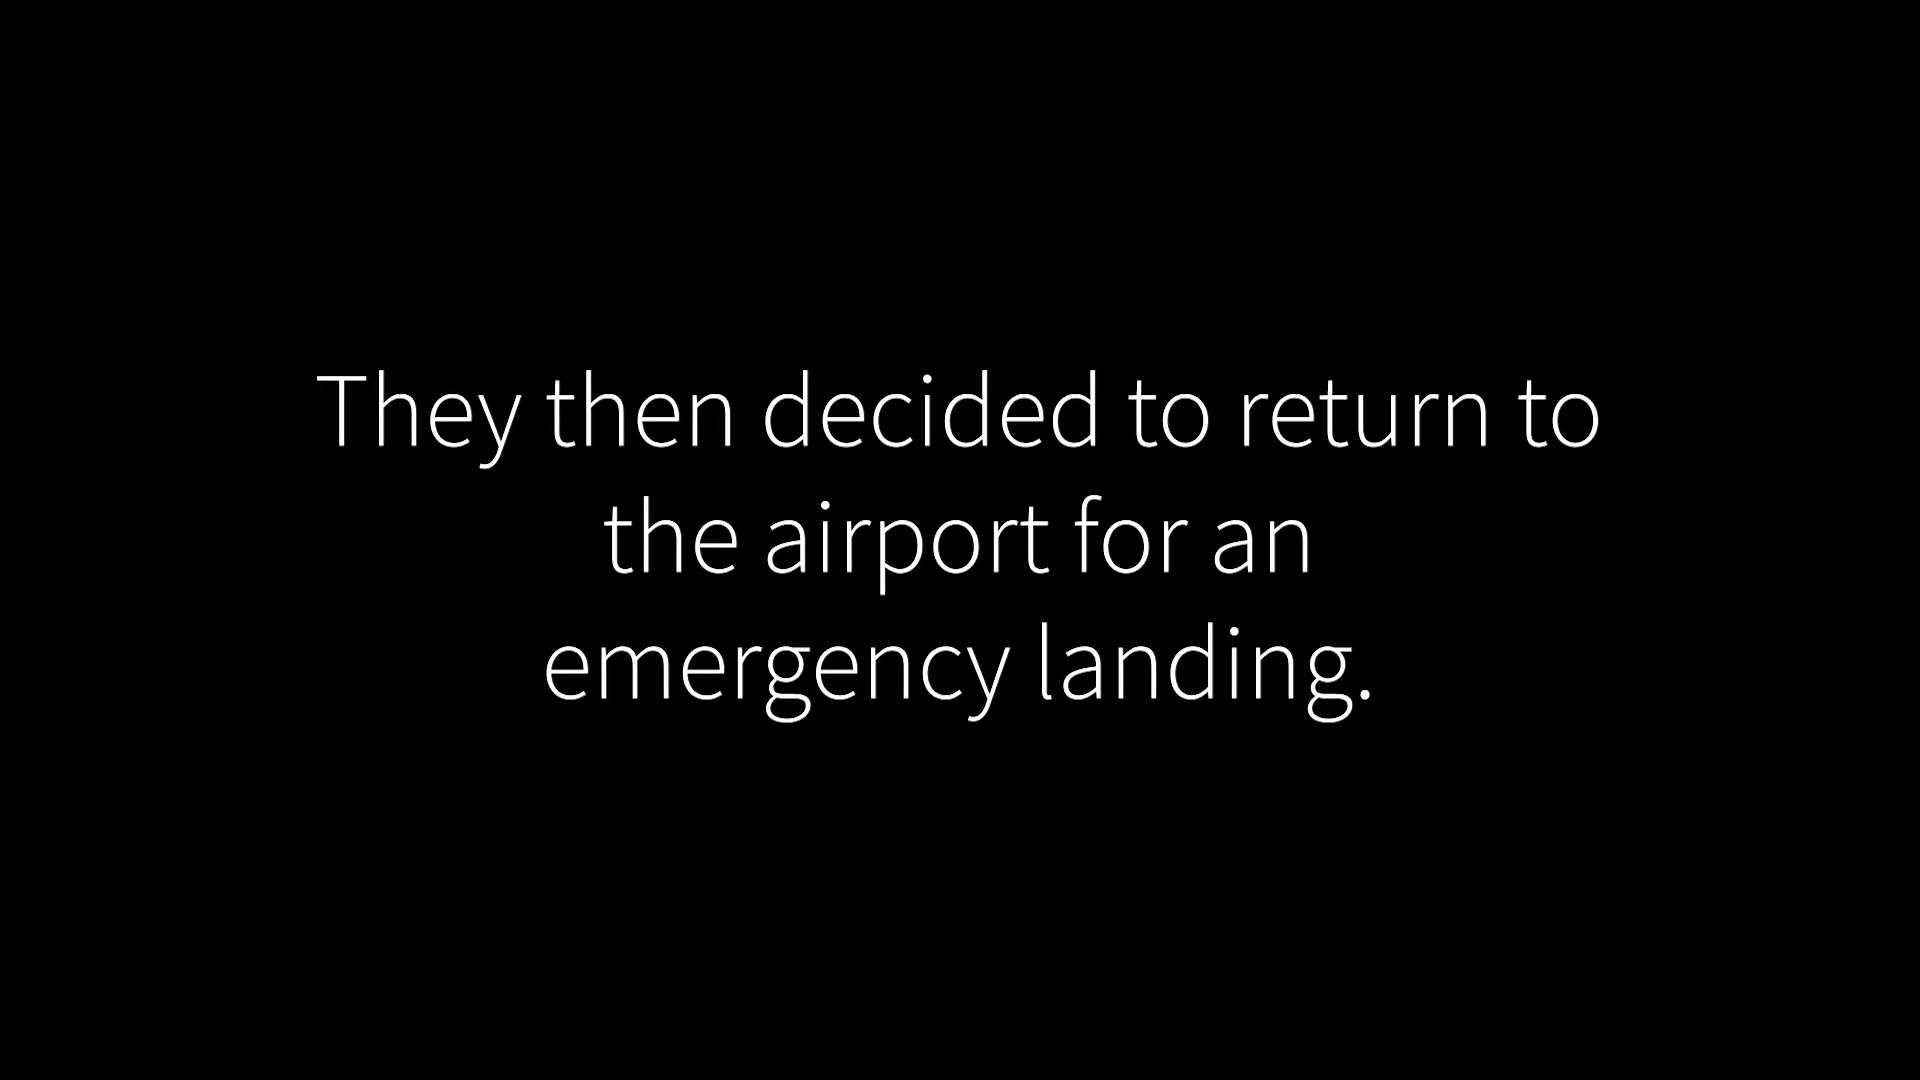 They then decided to return to
the airport for an
emergency landing.